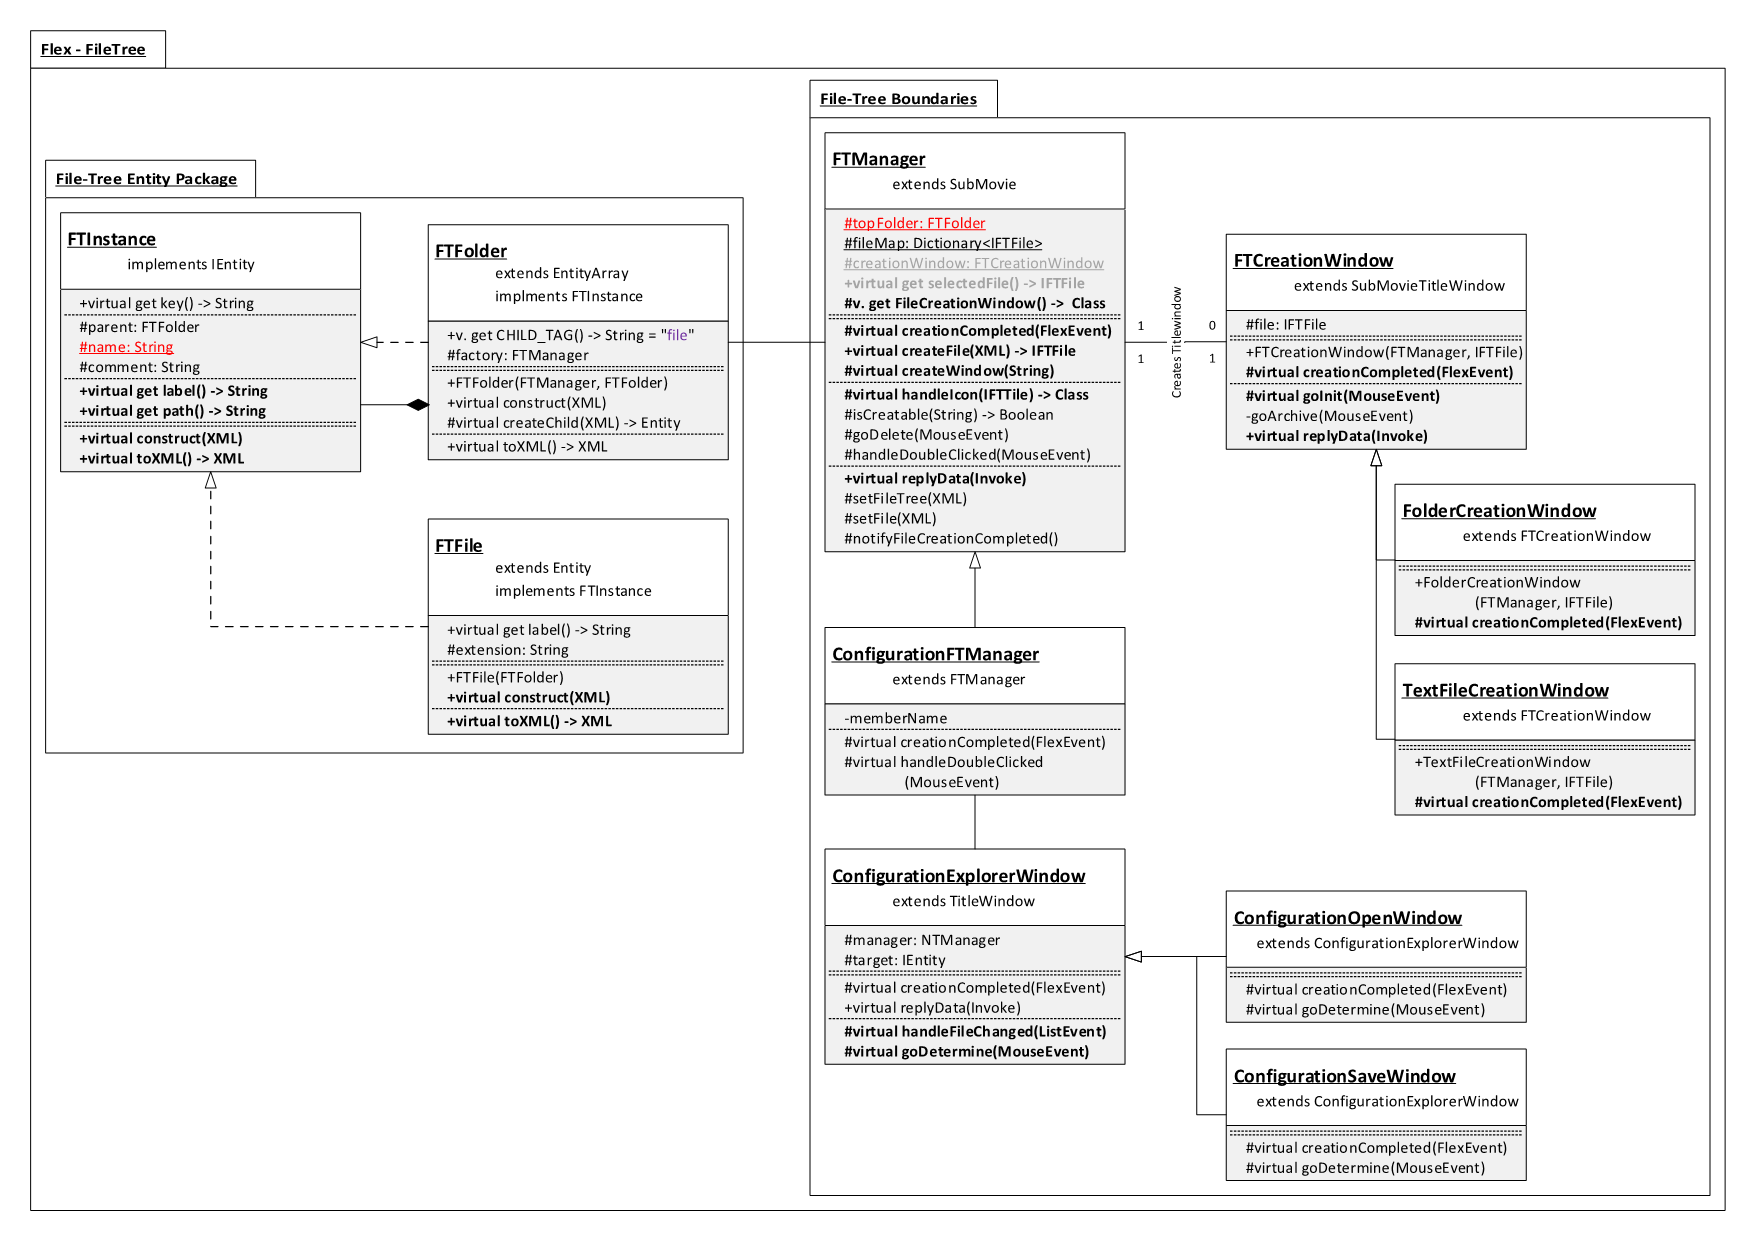 Flex - FileTree
File-Tree Entity Package
FTInstance
implements IEntity
+virtual get key() -> String
#parent: FTFolder
#name: String
#comment: String
+virtual get label() -> String
+virtual get path() -> String
+virtual construct(XML)
+virtual toXML() -> XML
FTFolder
extends EntityArray
implments FTInstance
+v. get CHILD_TAG() -> String = "file"
#factory: FTManager
+FTFolder(FTManager, FTFolder)
+virtual construct(XML)
#virtual createChild(XML) -> Entity
+virtual toXML() -> XML
FTFile
extends Entity
implements FTInstance
+virtual get label() -> String
#extension: String
+FTFile(FTFolder)
+virtual construct(XML)
+virtual toXML() -> XML
File-Tree Boundaries
FTManager
extends SubMovie
#topFolder: FTFolder
#fileMap: Dictionary<IFTFile>
#creationWindow: FTCreationWindow
+virtual get selectedFile() -> IFTFile
#v. get FileCreationWindow() -> Class
#virtual creationCompleted(FlexEvent)
+virtual createFile(XML) -> IFTFile
#virtual createWindow(String)
#virtual handleIcon(IFTTile) -> Class
#isCreatable(String) -> Boolean
#goDelete(MouseEvent)
#handleDoubleClicked(MouseEvent)
+virtual replyData(Invoke)
#setFileTree(XML)
#setFile(XML)
#notifyFileCreationCompleted()
1
1
Creates Titlewindow
0
1
FTCreationWindow
extends SubMovieTitleWindow
#file: IFTFile
+FTCreationWindow(FTManager, IFTFile)
#virtual creationCompleted(FlexEvent)
#virtual goInit(MouseEvent)
-goArchive(MouseEvent)
+virtual replyData(Invoke)
FolderCreationWindow
extends FTCreationWindow
+FolderCreationWindow
(FTManager, IFTFile)
#virtual creationCompleted(FlexEvent)
TextFileCreationWindow
extends FTCreationWindow
+TextFileCreationWindow
(FTManager, IFTFile)
#virtual creationCompleted(FlexEvent)
ConfigurationFTManager
extends FTManager
-memberName
#virtual creationCompleted(FlexEvent)
#virtual handleDoubleClicked
(MouseEvent)
ConfigurationExplorerWindow
extends TitleWindow
#manager: NTManager
#target: IEntity
#virtual creationCompleted(FlexEvent)
+virtual replyData(Invoke)
#virtual handleFileChanged(ListEvent)
#virtual goDetermine(MouseEvent)
ConfigurationOpenWindow
extends ConfigurationExplorerWindow
#virtual creationCompleted(FlexEvent)
#virtual goDetermine(MouseEvent)
ConfigurationSaveWindow
extends ConfigurationExplorerWindow
#virtual creationCompleted(FlexEvent)
#virtual goDetermine(MouseEvent)